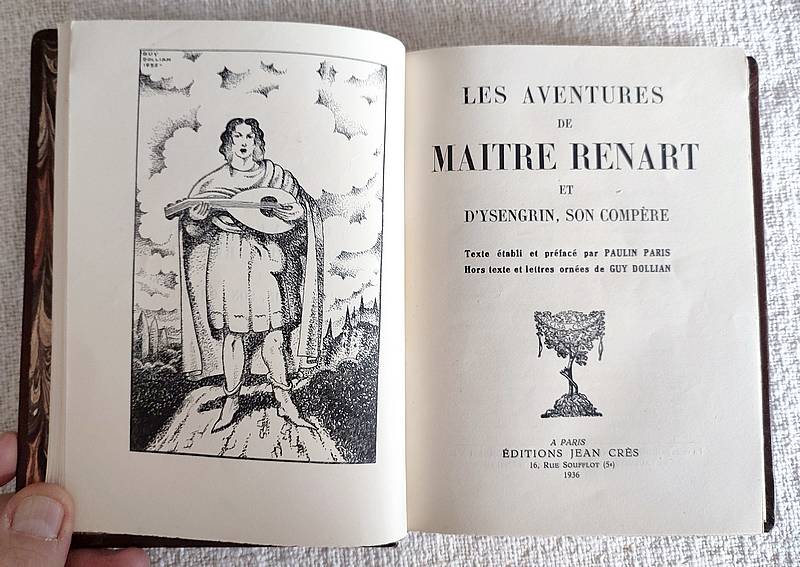 GUY
DOLLIAN
1935
LES AVENTURES
DE
MAITRE RENART
ET
D'YSENGRIN, SON COMPÈRE
Texte établi et préfacé par PAULIN PARIS
Hors texte et lettres ornées de GUY DOLLIAN
A PARIS
ÉDITIONS JEAN CRÈS
16, RUE SOUFFLOT (5e)
1936